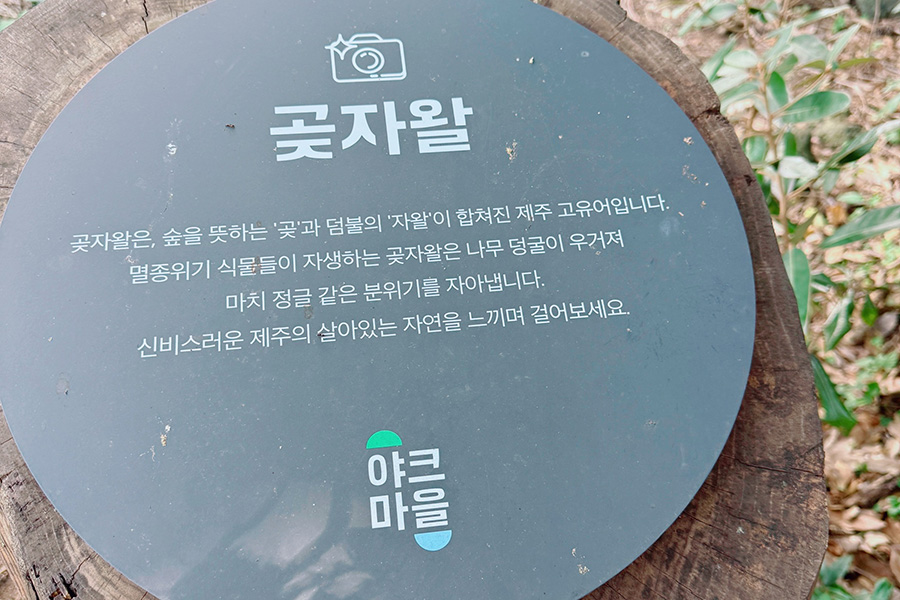 곶자왈
곶자왈은, 숲을 뜻하는 '곶'과 덤불의 '자왈'이 합쳐진 제주 고유어입니다.
멸종위기 식물들이 자생하는 곶자왈은 나무 덩굴이 우거져
마치 정글 같은 분위기를 자아냅니다.
신비스러운 제주의 살아있는 자연을 느끼며 걸어보세요.
야크
마을